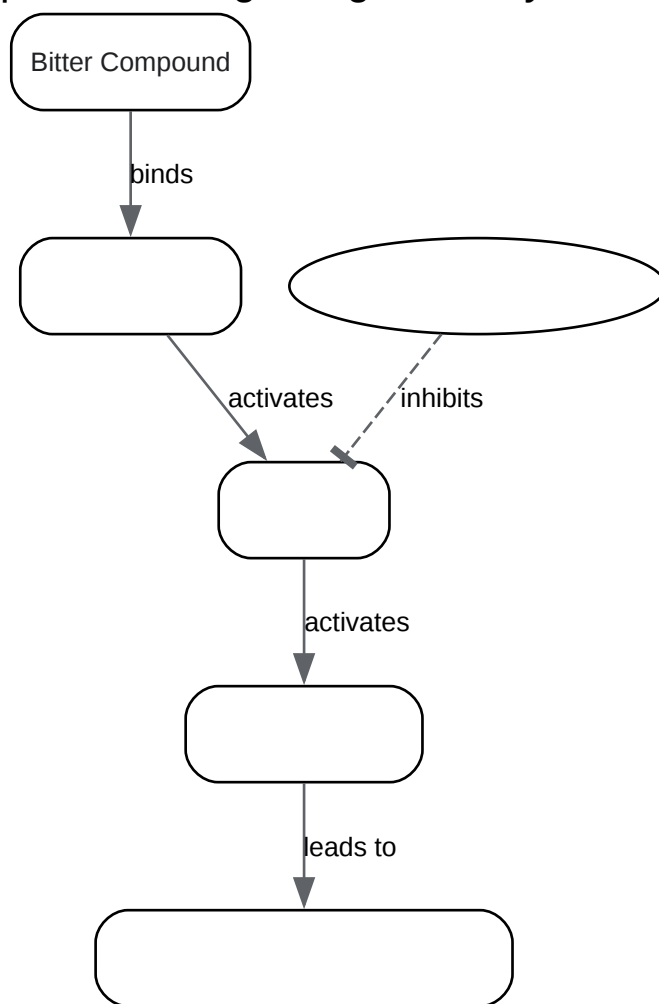 Bitter Compound
binds
activates
inhibits
activates
leads to